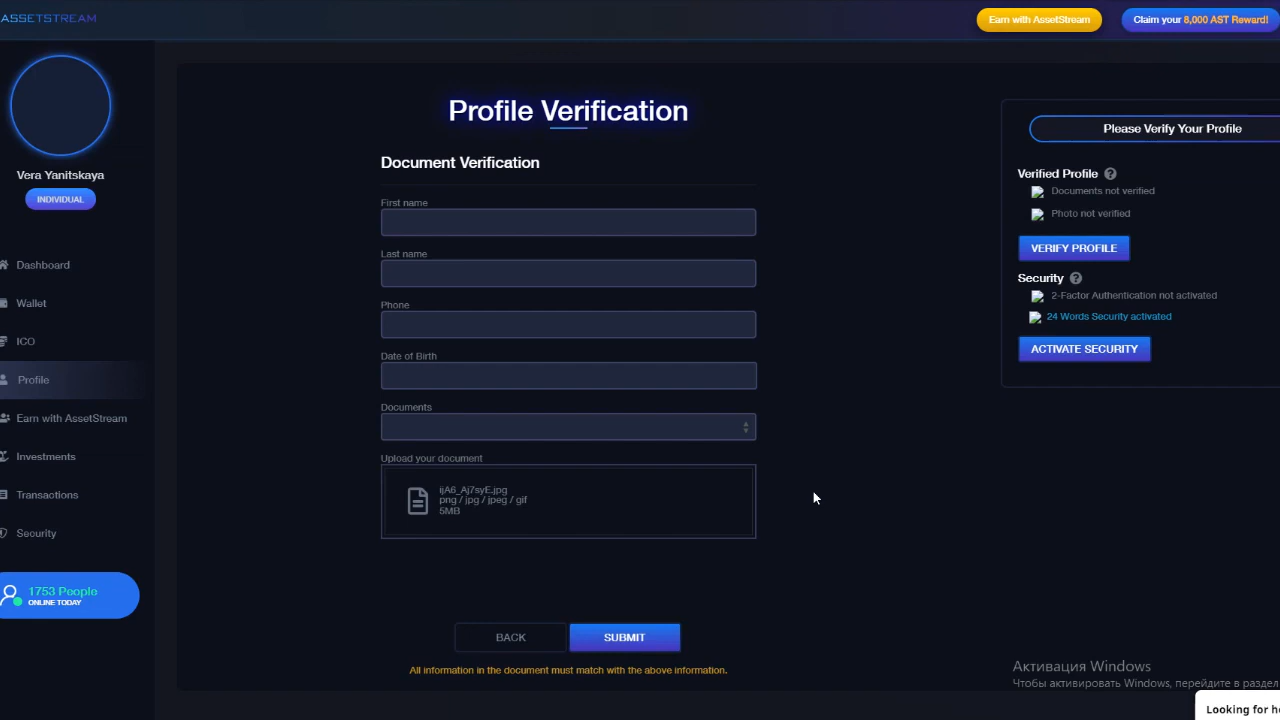 ASSETSTREAM
Earn with AssetStream
Claim your 8,000 AST Reward!
Vera Yanitskaya
INDIVIDUAL
Dashboard
Wallet
ICO
Profile
Earn with AssetStream
Investments
Transactions
Security
1753 People
ONLINE TODAY
Profile Verification
Document Verification
First name
Last name
Phone
Date of Birth
Documents
Upload your document
ijA6_Aj7syE.jpg
png / jpg / jpeg / gif
5MB
BACK
SUBMIT
All information in the document must match with the above information.
Please Verify Your Profile
Verified Profile ?
Documents not verified
Photo not verified
VERIFY PROFILE
Security ?
2-Factor Authentication not activated
24 Words Security activated
ACTIVATE SECURITY
Активация Windows
Чтобы активировать Windows, перейдите в раздел
Looking for